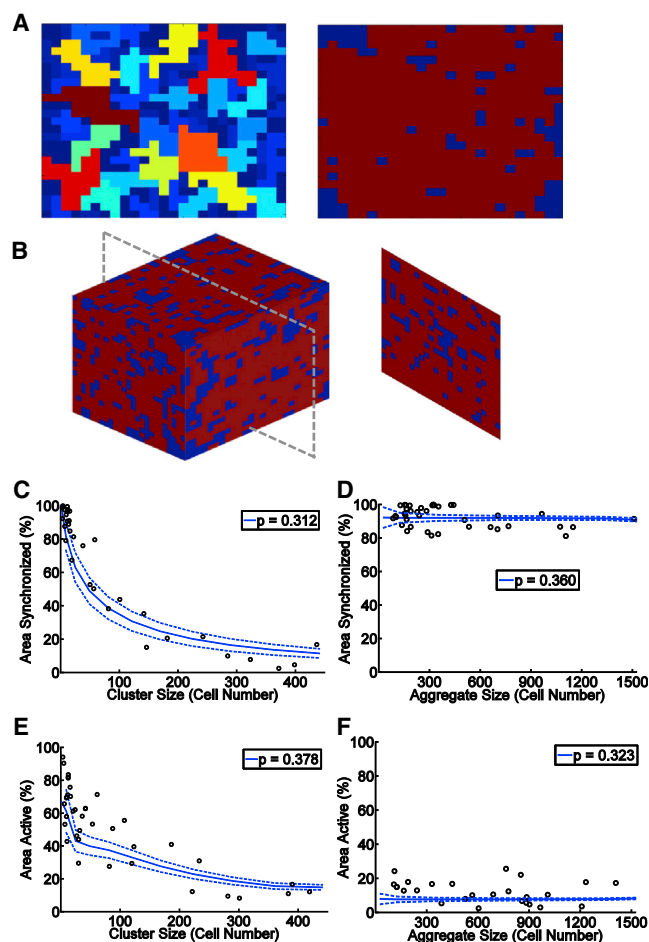 A
B
C
Area Synchronized (%)
100
80
60
40
20
0
p = 0.312
100
200
300
400
Cluster Size (Cell Number)
D
Area Synchronized (%)
100
80
60
40
20
0
p = 0.360
300
600
900
1200
1500
Aggregate Size (Cell Number)
E
Area Active (%)
100
80
60
40
20
0
p = 0.378
100
200
300
400
Cluster Size (Cell Number)
F
Area Active (%)
100
80
60
40
20
0
p = 0.323
300
600
900
1200
1500
Aggregate Size (Cell Number)